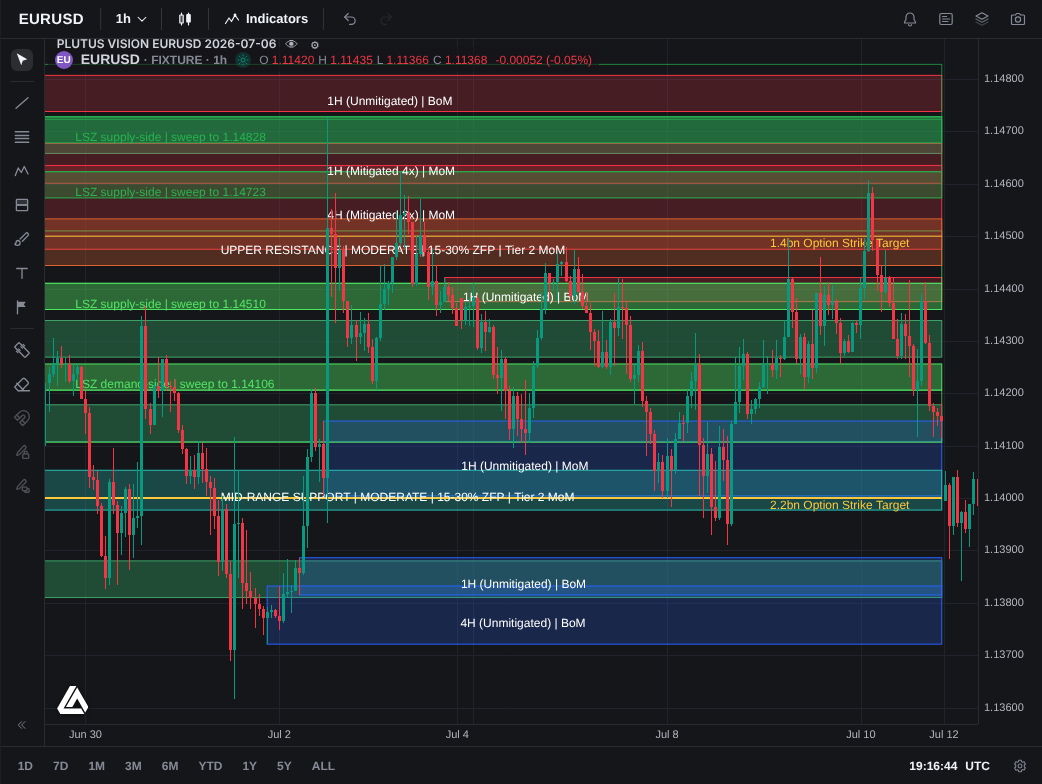 EURUSD 1h Indicators
PLUTUS VISION EURUSD 2026-07-06
EU EURUSD · FIXTURE · 1h O 1.11420 H 1.11435 L 1.11366 C 1.11368 -0.00052 (-0.05%)
1.14800
1H (Unmitigated) | BoM
1.14700
LSZ supply-side | sweep to 1.14828
1H (Mitigated 4x) | MoM
1.14600
LSZ supply-side | sweep to 1.14723
4H (Mitigated 3x) | MoM
1.14500
1.4bn Option Strike Target
UPPER RESISTANCE | MODERATE | 15-30% ZFP | Tier 2 MoM
1.14400
1H (Unmitigated) | BoM
LSZ supply-side | sweep to 1.14510
1.14300
LSZ demand-side | sweep to 1.14106
1.14200
1.14100
1H (Unmitigated) | MoM
MID-RANGE SUPPORT | MODERATE | 15-30% ZFP | Tier 2 MoM
1.14000
2.2bn Option Strike Target
1.13900
1H (Unmitigated) | BoM
1.13800
4H (Unmitigated) | BoM
1.13700
1.13600
Jun 30 Jul 2 Jul 4 Jul 8 Jul 10 Jul 12
1D 7D 1M 3M 6M YTD 1Y 5Y ALL 19:16:44 UTC